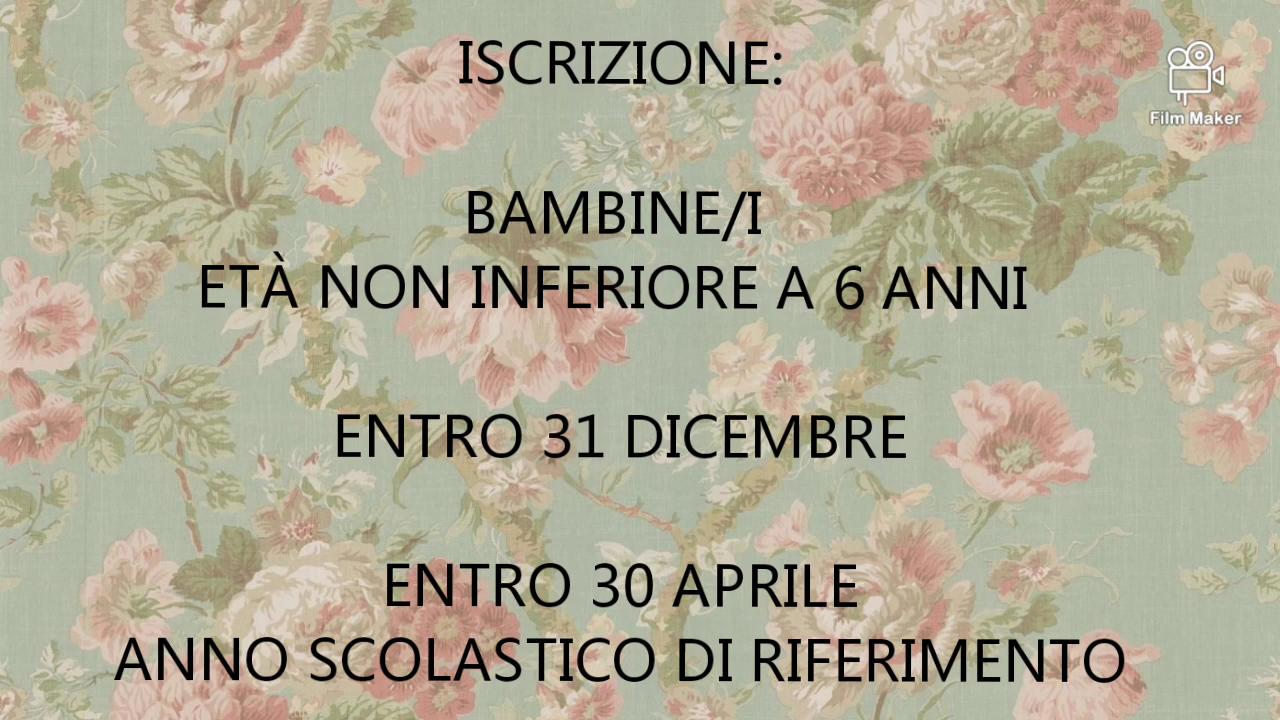 ISCRIZIONE:
Film Maker
BAMBINE/I
ETÀ NON INFERIORE A 6 ANNI
ENTRO 31 DICEMBRE
ENTRO 30 APRILE
ANNO SCOLASTICO DI RIFERIMENTO